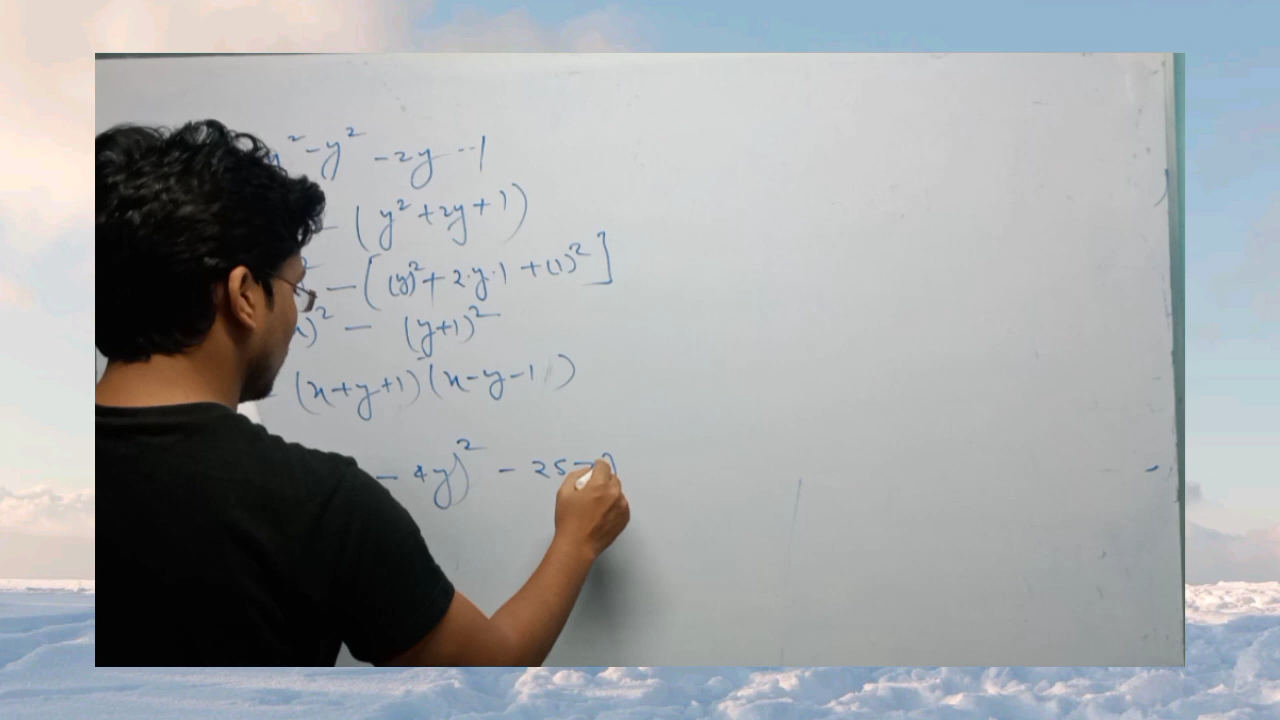 x² - y² - 2y - 1
- (y² + 2y + 1)
² - [(y)² + 2·y·1 + (1)²]
x)² - (y+1)²
(x+y+1)(x-y-1)
- 4y)² - 25